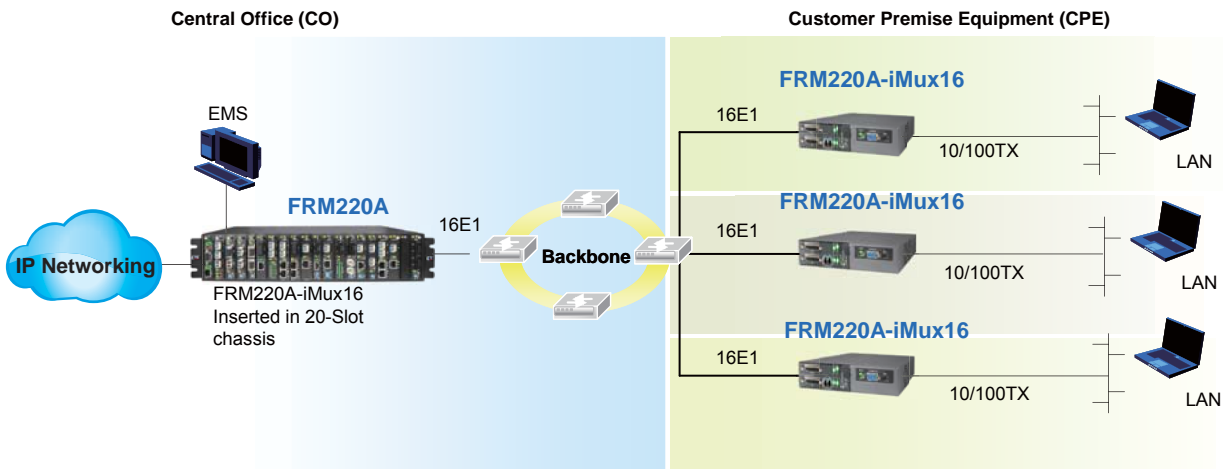 Central Office (CO)
Customer Premise Equipment (CPE)
EMS
FRM220A
16E1
IP Networking
FRM220A-iMux16
Inserted in 20-Slot
chassis
Backbone
FRM220A-iMux16
16E1
10/100TX
LAN
FRM220A-iMux16
16E1
10/100TX
LAN
FRM220A-iMux16
16E1
10/100TX
LAN